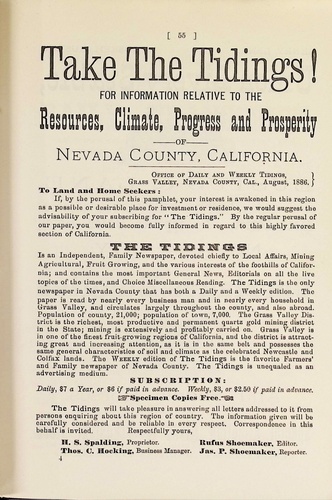 [ 55 ]
Take The Tidings!
FOR INFORMATION RELATIVE TO THE
Resources, Climate, Progress and Prosperity
—OF—
NEVADA COUNTY, CALIFORNIA.
OFFICE OF DAILY AND WEEKLY TIDINGS, }
GRASS VALLEY, NEVADA COUNTY, CAL., August, 1886. }
To Land and Home Seekers:
If, by the perusal of this pamphlet, your interest is awakened in this region
as a possible or desirable place for investment or residence, we would suggest the
advisability of your subscribing for "The Tidings." By the regular perusal of
our paper, you would become fully informed in regard to this highly favored
section of California.
THE TIDINGS
Is an Independent, Family Newspaper, devoted chiefly to Local Affairs, Mining
Agricultural, Fruit Growing, and the various interests of the foothills of Califor-
nia; and contains the most important General News, Editorials on all the live
topics of the times, and Choice Miscellaneous Reading. The Tidings is the only
newspaper in Nevada County that has both a Daily and a Weekly edition. The
paper is read by nearly every business man and in nearly every household in
Grass Valley, and circulates largely throughout the county, and also abroad.
Population of county, 21,000; population of town, 7,000. The Grass Valley Dis-
trict is the richest, most productive and permanent quartz gold mining district
in the State; mining is extensively and profitably carried on. Grass Valley is
in one of the finest fruit-growing regions of California, and the district is attract-
ing great and increasing attention, as it is in the same belt and possesses the
same general characteristics of soil and climate as the celebrated Newcastle and
Colfax lands. The WEEKLY edition of The Tidings is the favorite Farmers'
and Family newspaper of Nevada County. The Tidings is unequaled as an
advertising medium.
SUBSCRIPTION:
Daily, $7 a Year, or $6 if paid in advance. Weekly, $3, or $2.50 if paid in advance.
Specimen Copies Free.
The Tidings will take pleasure in answering all letters addressed to it from
persons enquiring about this region of country. The information given will be
carefully considered and be reliable in every respect. Correspondence in this
behalf is invited. Respectfully yours,
H. S. Spalding, Proprietor. Rufus Shoemaker, Editor.
Thos. C. Hocking, Business Manager. Jas. P. Shoemaker, Reporter.
4